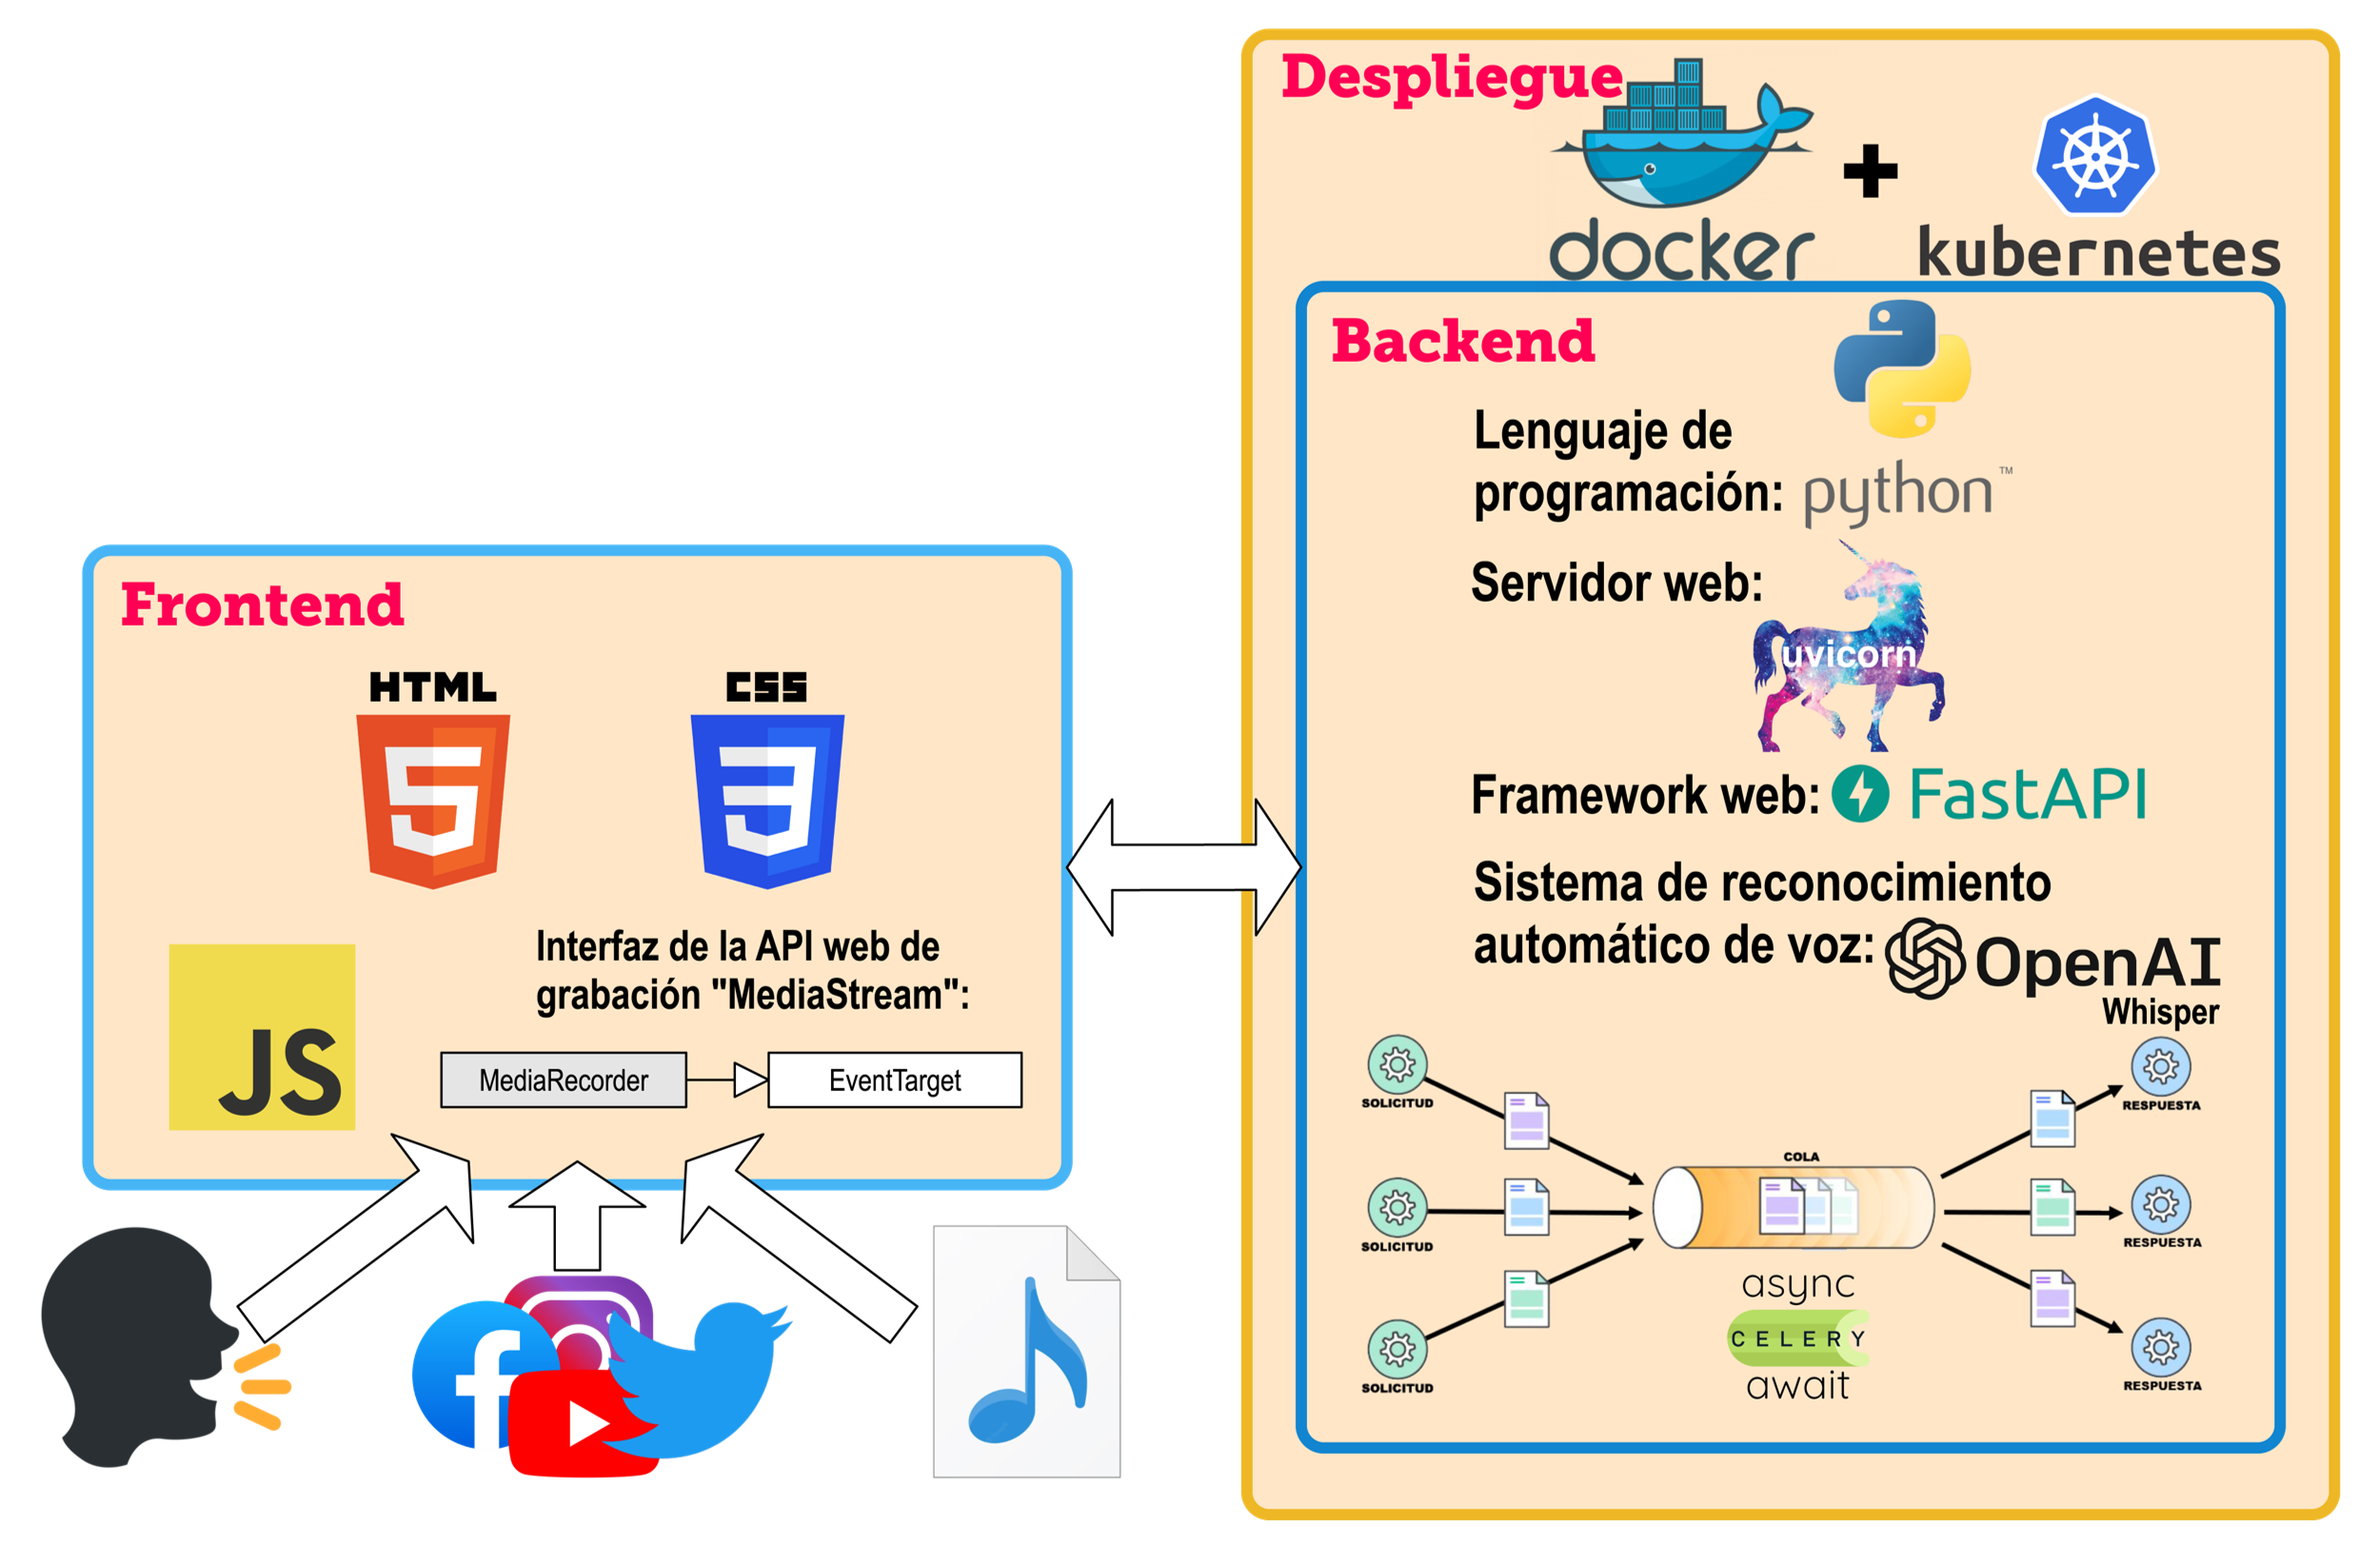 Despliegue
docker
+
kubernetes
Backend
Lenguaje de
programación:
python™
Servidor web:
uvicorn
Framework web:
FastAPI
Sistema de reconocimiento
automático de voz:
OpenAI
Whisper
SOLICITUD
SOLICITUD
SOLICITUD
COLA
async
CELERY
await
RESPUESTA
RESPUESTA
RESPUESTA
Frontend
HTML
5
CSS
3
JS
Interfaz de la API web de
grabación "MediaStream":
MediaRecorder
EventTarget
f